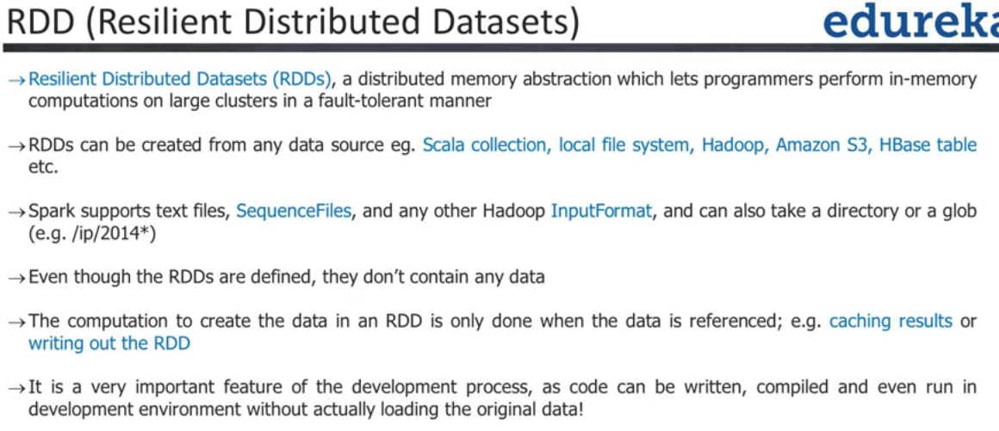 RDD (Resilient Distributed Datasets)
edureka
→Resilient Distributed Datasets (RDDs), a distributed memory abstraction which lets programmers perform in-memory
computations on large clusters in a fault-tolerant manner
→RDDs can be created from any data source eg. Scala collection, local file system, Hadoop, Amazon S3, HBase table
etc.
→Spark supports text files, SequenceFiles, and any other Hadoop InputFormat, and can also take a directory or a glob
(e.g. /ip/2014*)
→Even though the RDDs are defined, they don’t contain any data
→The computation to create the data in an RDD is only done when the data is referenced; e.g. caching results or
writing out the RDD
→It is a very important feature of the development process, as code can be written, compiled and even run in
development environment without actually loading the original data!